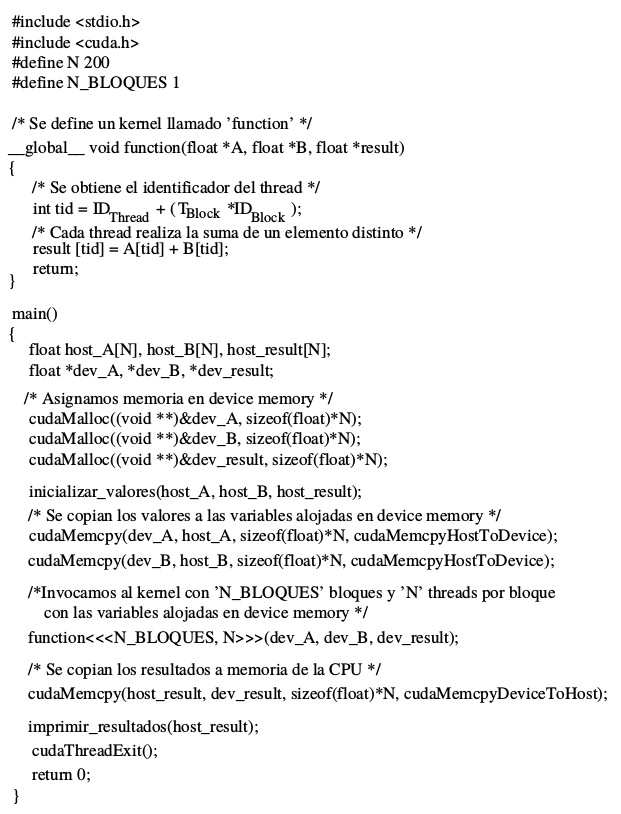 #include <stdio.h>
#include <cuda.h>
#define N 200
#define N_BLOQUES 1
/* Se define un kernel llamado ’function’ */
__global__ void function(float *A, float *B, float *result)
{
/* Se obtiene el identificador del thread */
int tid = ID_Thread + ( T_Block *ID_Block );
/* Cada thread realiza la suma de un elemento distinto */
result [tid] = A[tid] + B[tid];
return;
}
main()
{
float host_A[N], host_B[N], host_result[N];
float *dev_A, *dev_B, *dev_result;
/* Asignamos memoria en device memory */
cudaMalloc((void **)&dev_A, sizeof(float)*N);
cudaMalloc((void **)&dev_B, sizeof(float)*N);
cudaMalloc((void **)&dev_result, sizeof(float)*N);
inicializar_valores(host_A, host_B, host_result);
/* Se copian los valores a las variables alojadas en device memory */
cudaMemcpy(dev_A, host_A, sizeof(float)*N, cudaMemcpyHostToDevice);
cudaMemcpy(dev_B, host_B, sizeof(float)*N, cudaMemcpyHostToDevice);
/*Invocamos al kernel con ’N_BLOQUES’ bloques y ’N’ threads por bloque
con las variables alojadas en device memory */
function<<<N_BLOQUES, N>>>(dev_A, dev_B, dev_result);
/* Se copian los resultados a memoria de la CPU */
cudaMemcpy(host_result, dev_result, sizeof(float)*N, cudaMemcpyDeviceToHost);
imprimir_resultados(host_result);
cudaThreadExit();
return 0;
}